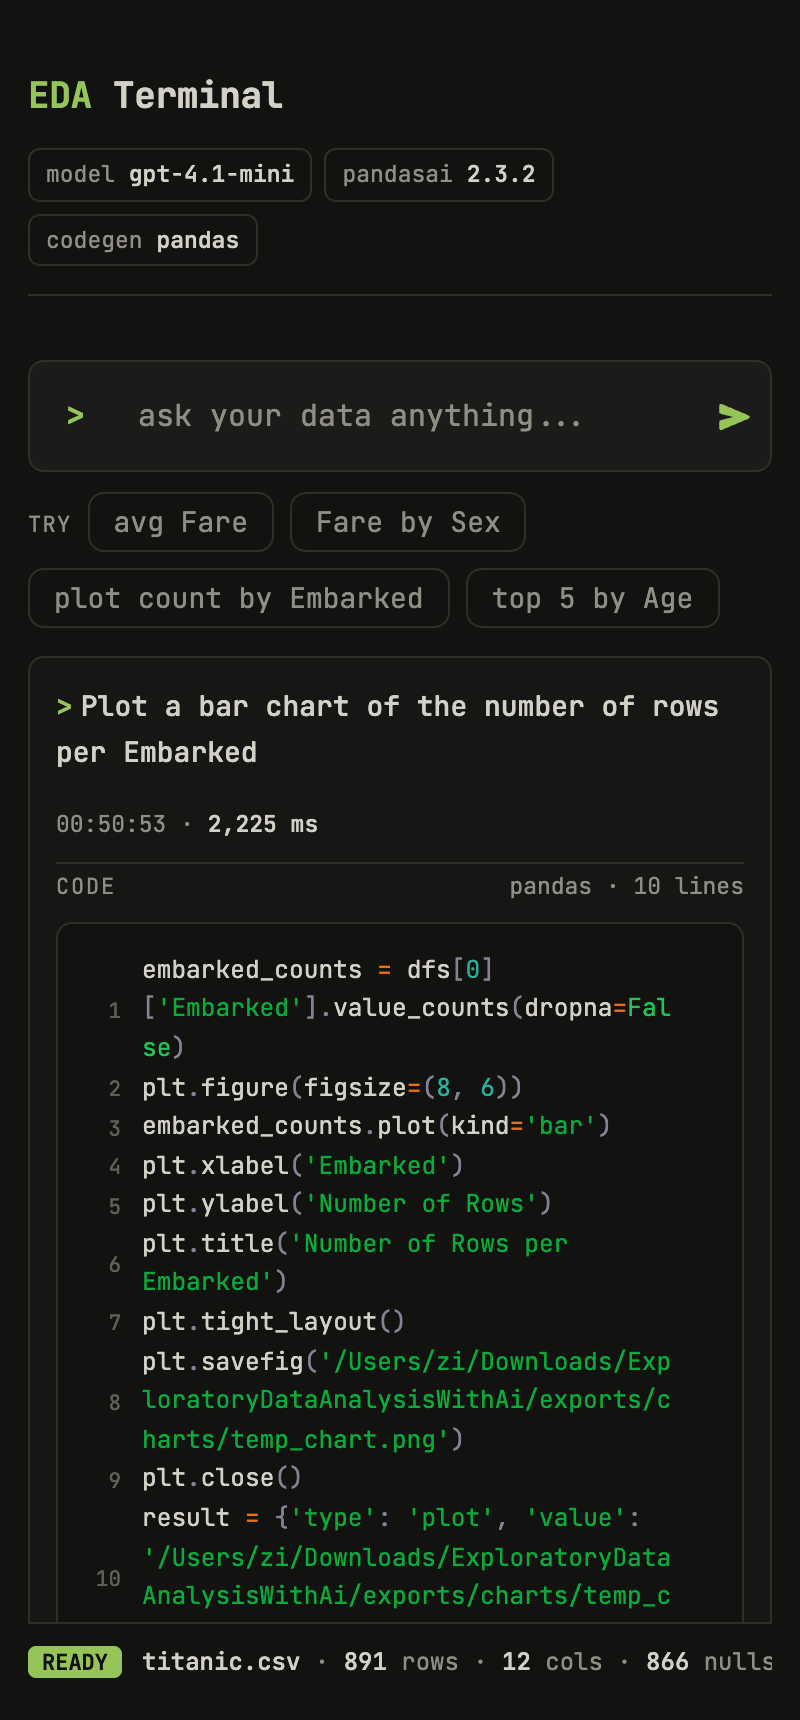 EDA Terminal
model gpt-4.1-mini
pandasai 2.3.2
codegen pandas
> ask your data anything...
TRY
avg Fare
Fare by Sex
plot count by Embarked
top 5 by Age
> Plot a bar chart of the number of rows
per Embarked
00:50:53 · 2,225 ms
CODE
pandas · 10 lines
embarked_counts = dfs[0]
1 ['Embarked'].value_counts(dropna=Fal
se)
2 plt.figure(figsize=(8, 6))
3 embarked_counts.plot(kind='bar')
4 plt.xlabel('Embarked')
5 plt.ylabel('Number of Rows')
6 plt.title('Number of Rows per
Embarked')
7 plt.tight_layout()
plt.savefig('/Users/zi/Downloads/Exp
8 loratoryDataAnalysisWithAi/exports/c
harts/temp_chart.png')
9 plt.close()
result = {'type': 'plot', 'value':
'/Users/zi/Downloads/ExploratoryData
10 AnalysisWithAi/exports/charts/temp_c
READY titanic.csv · 891 rows · 12 cols · 866 nulls